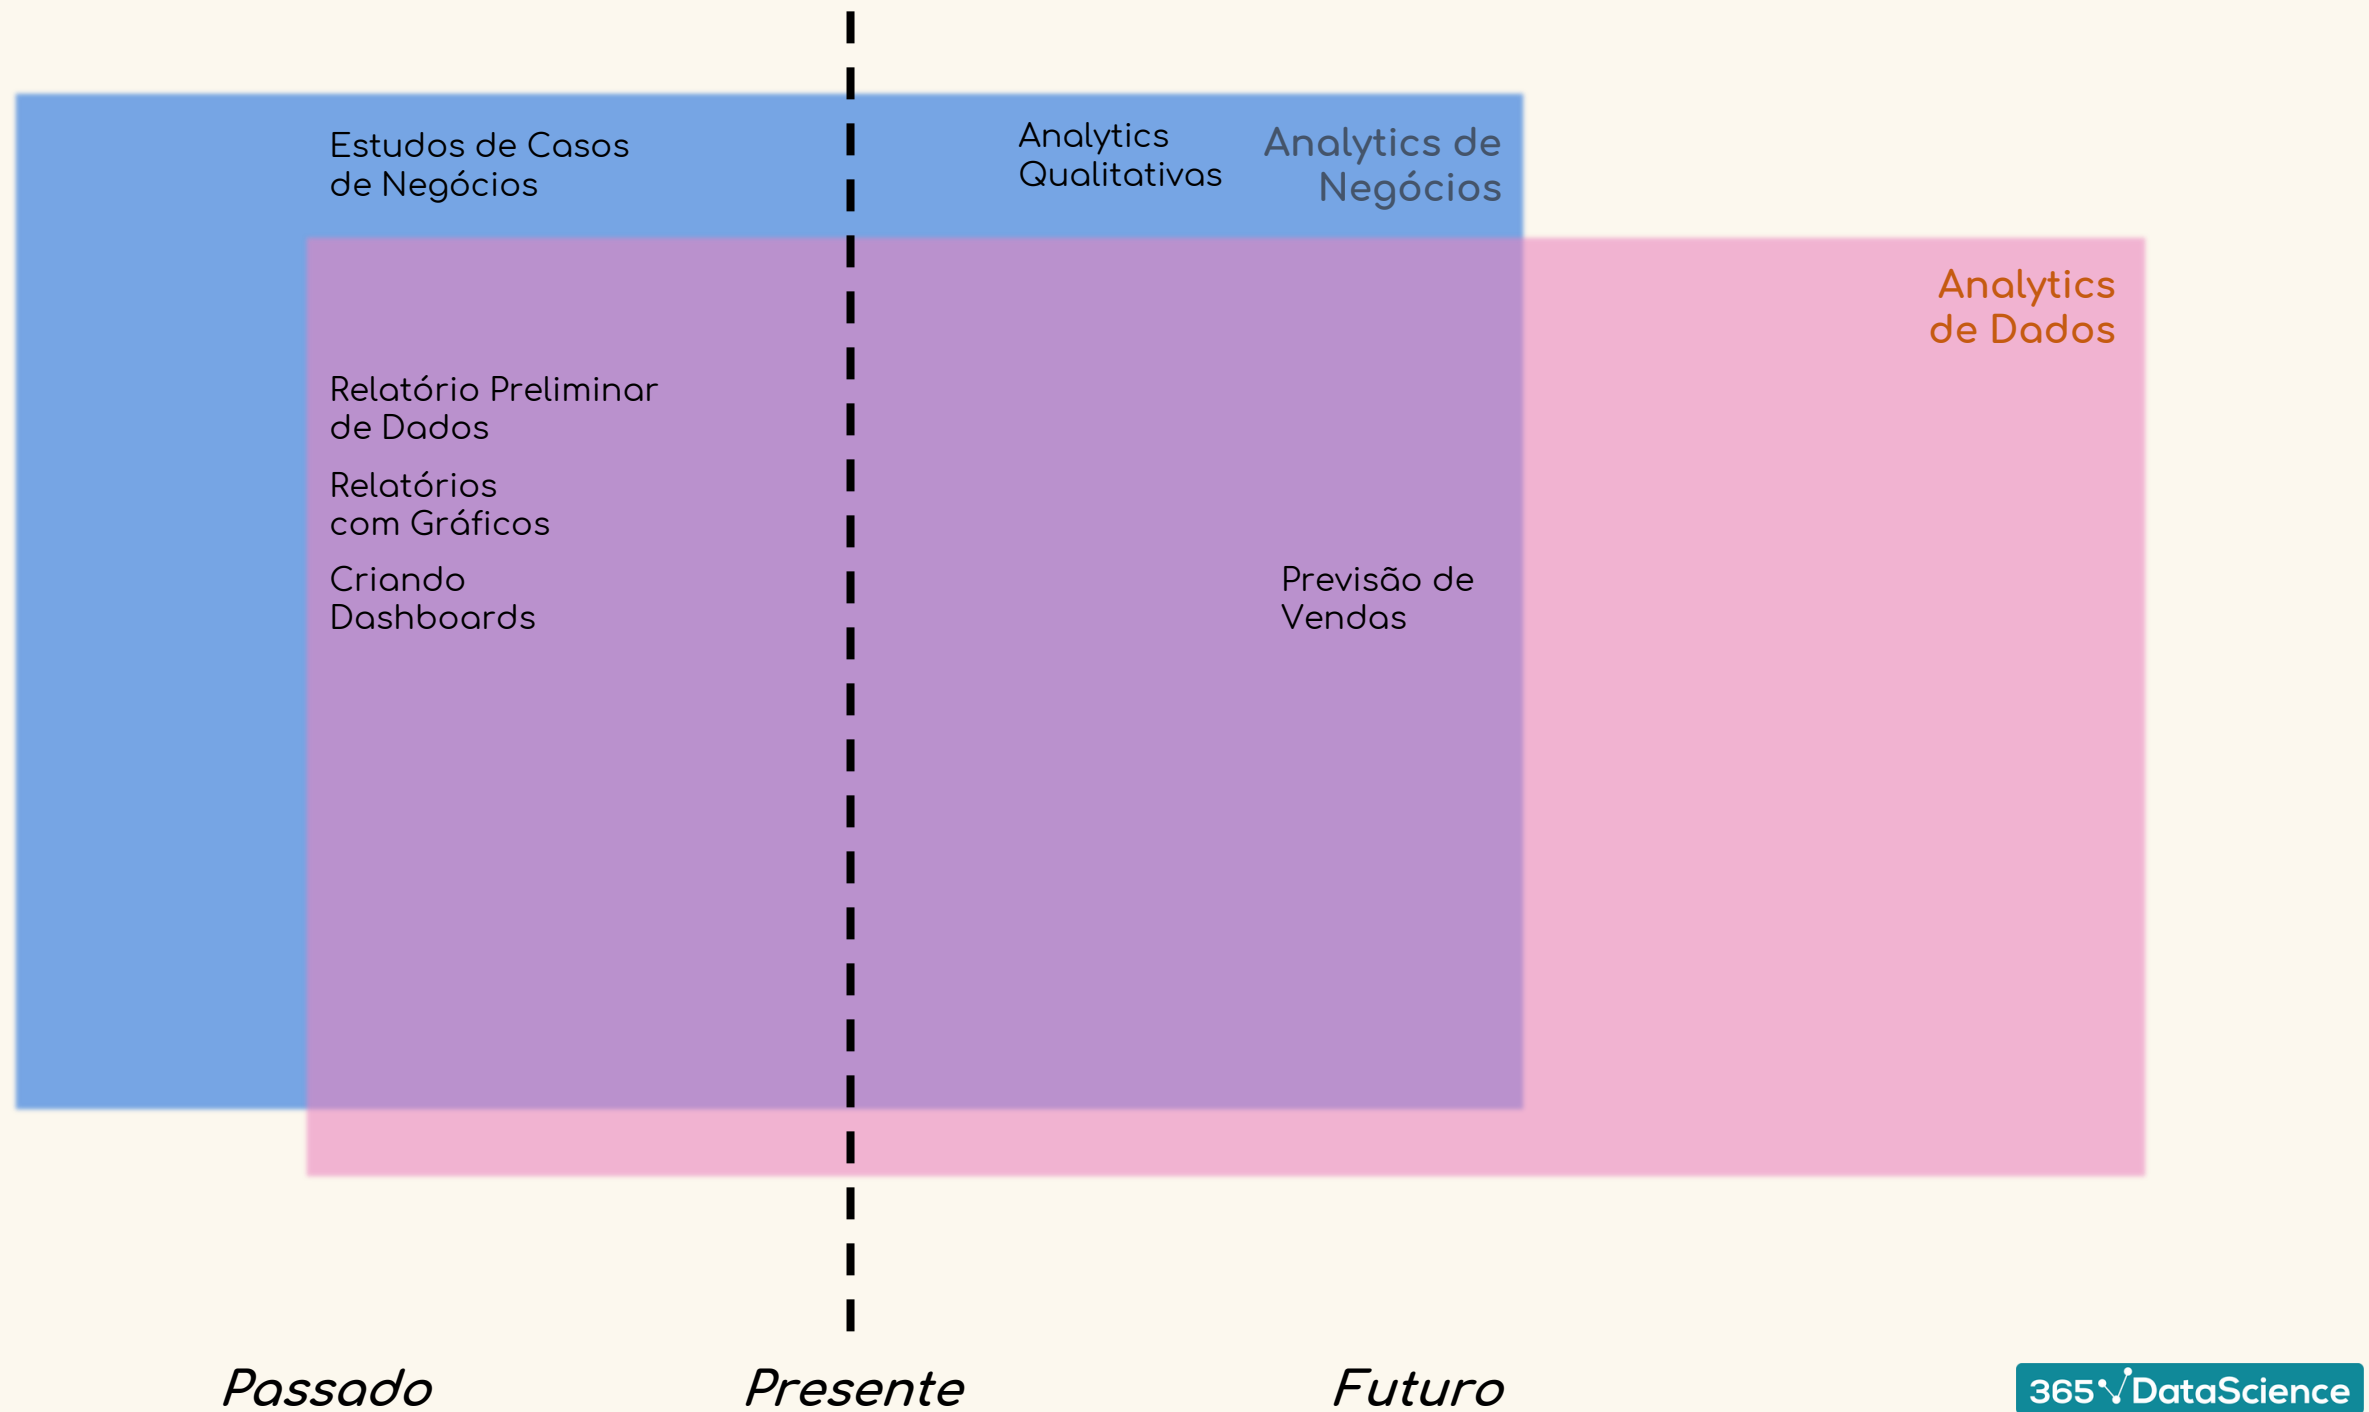 Estudos de Casos
de Negócios
Analytics
Qualitativas
Analytics de
Negócios
Analytics
de Dados
Relatório Preliminar
de Dados
Relatórios
com Gráficos
Criando
Dashboards
Previsão de
Vendas
Passado
Presente
Futuro
365 DataScience